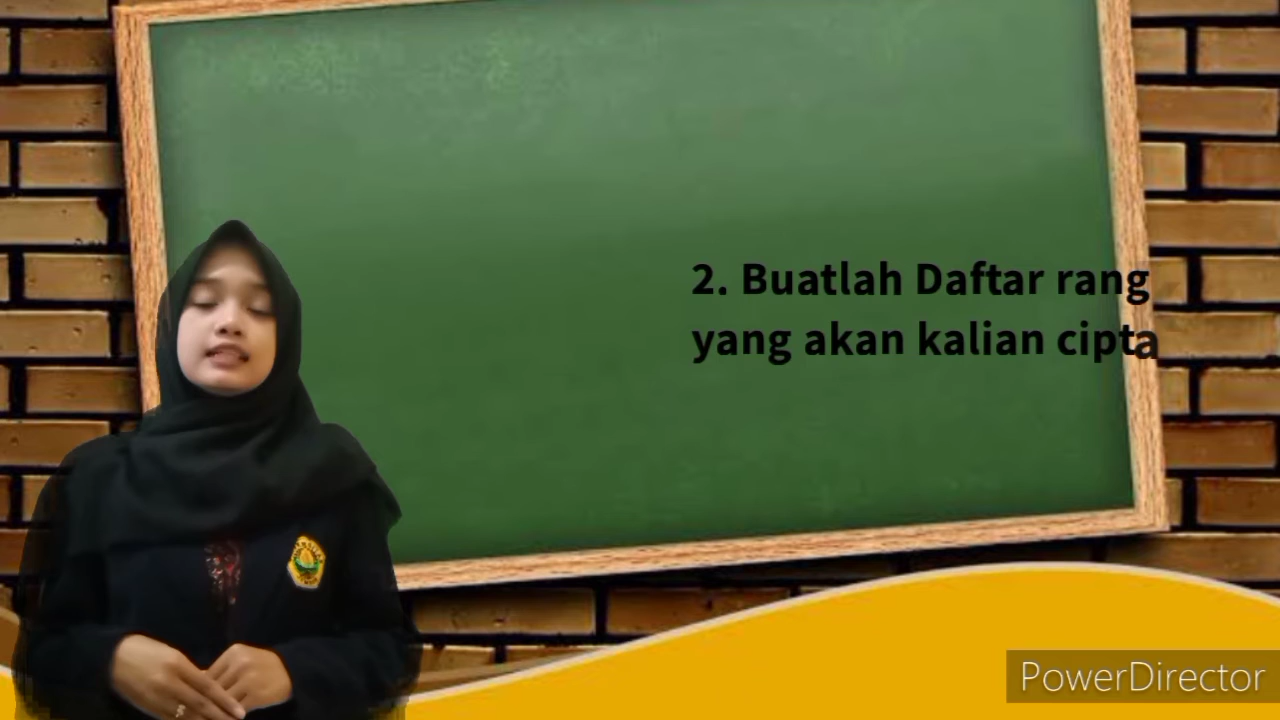 2. Buatlah Daftar rang
yang akan kalian cipta
PowerDirector